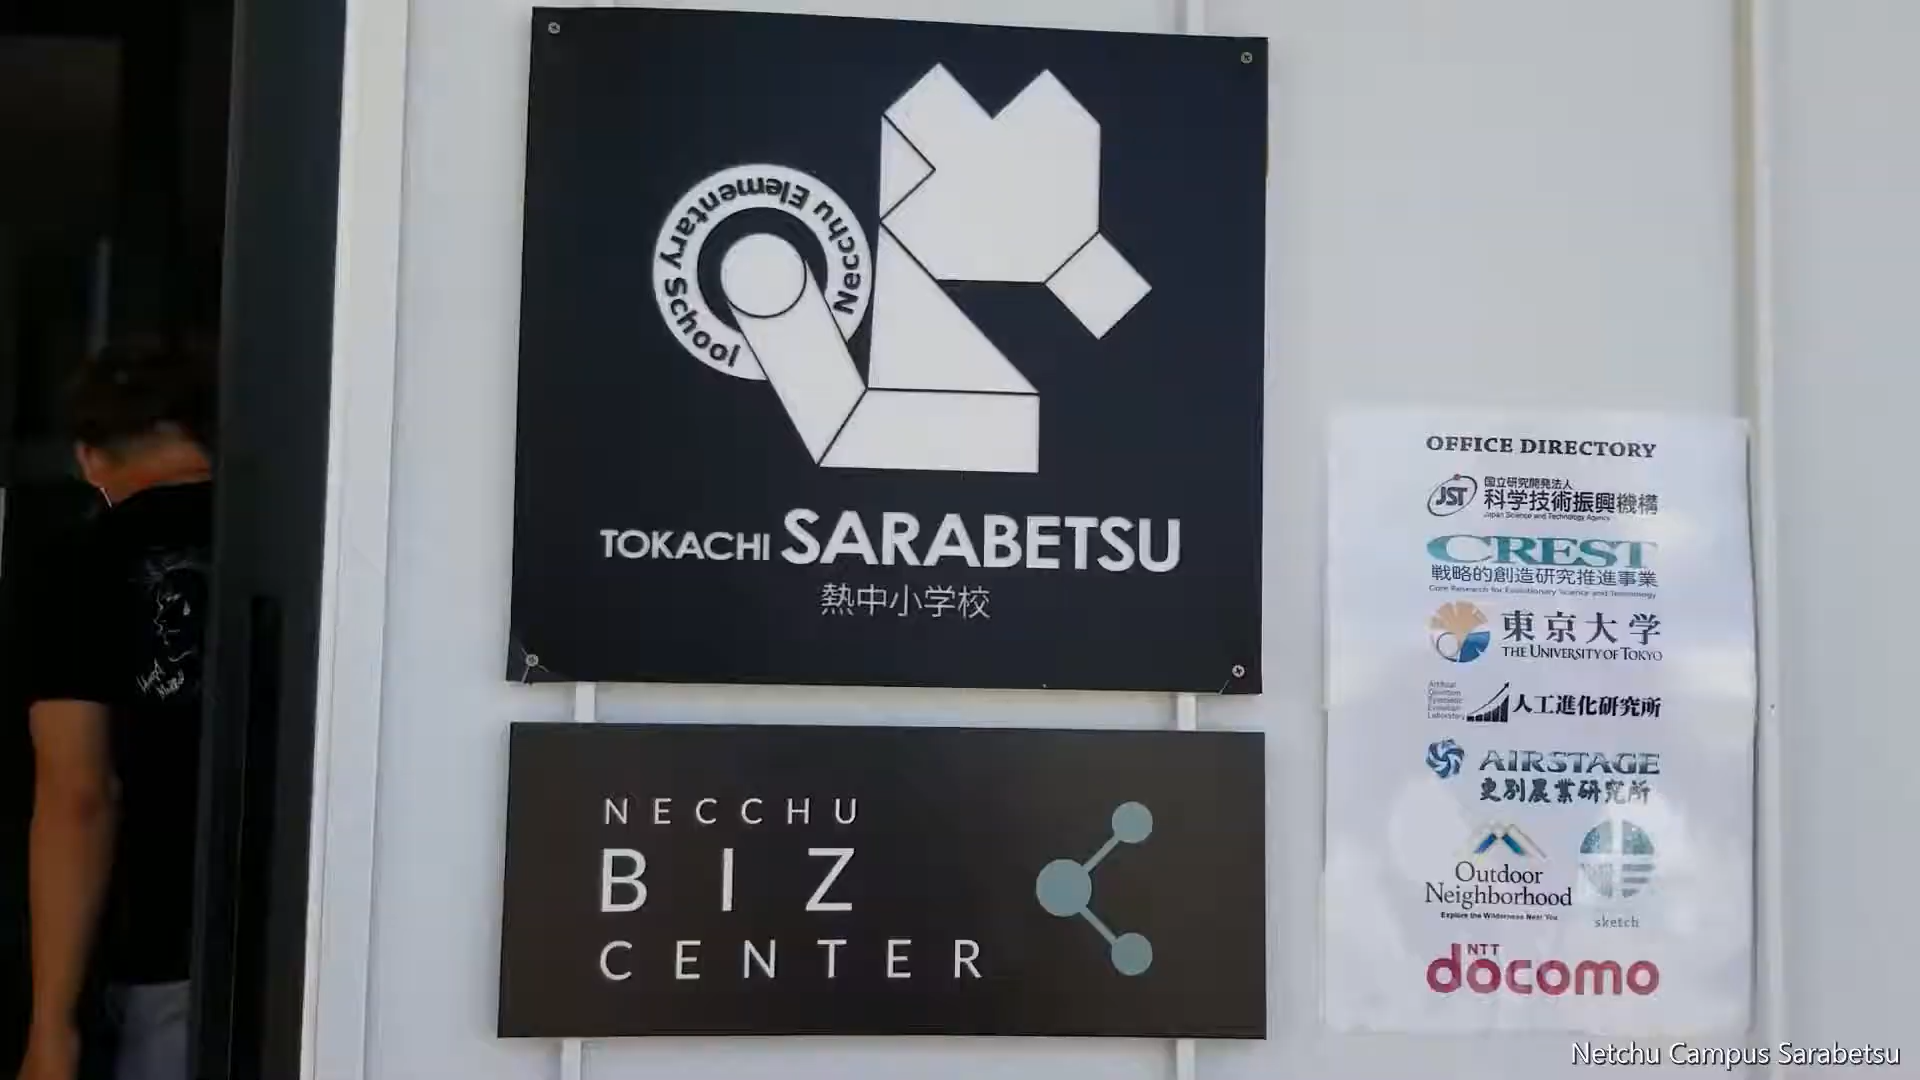 Necchu Elementary School
TOKACHI SARABETSU
熱中小学校
NECCHU
BIZ
CENTER
OFFICE DIRECTORY
JST
国立研究開発法人
科学技術振興機構
Japan Science and Technology Agency
CREST
戦略的創造研究推進事業
Core Research for Evolutionary Science and Technology
東京大学
THE UNIVERSITY OF TOKYO
人工進化研究所
AIRSTAGE
更別農業研究所
Outdoor
Neighborhood
Explore the Wilderness Near You
sketch
NTT
docomo
Netchu Campus Sarabetsu